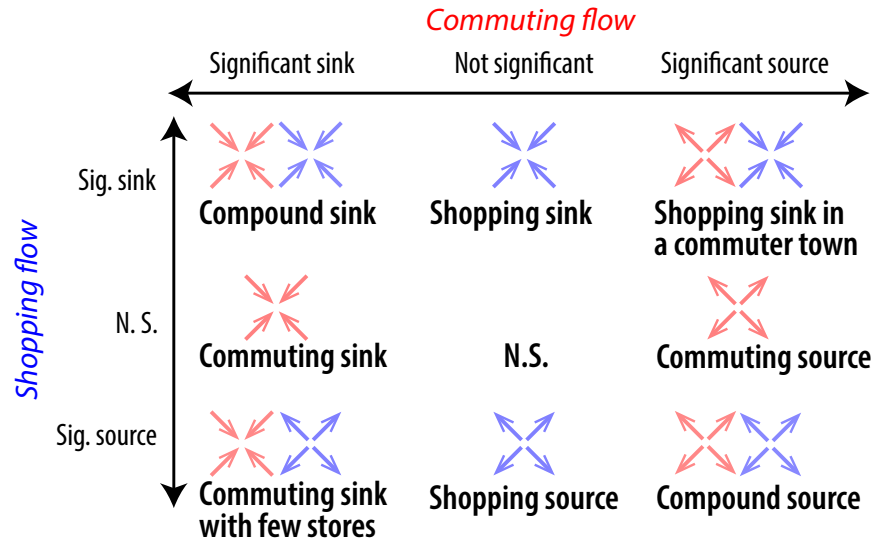 Commuting flow
Significant sink
Not significant
Significant source
Shopping flow
Sig. sink
Compound sink
Shopping sink
Shopping sink in
a commuter town
N. S.
Commuting sink
N.S.
Commuting source
Sig. source
Commuting sink
with few stores
Shopping source
Compound source